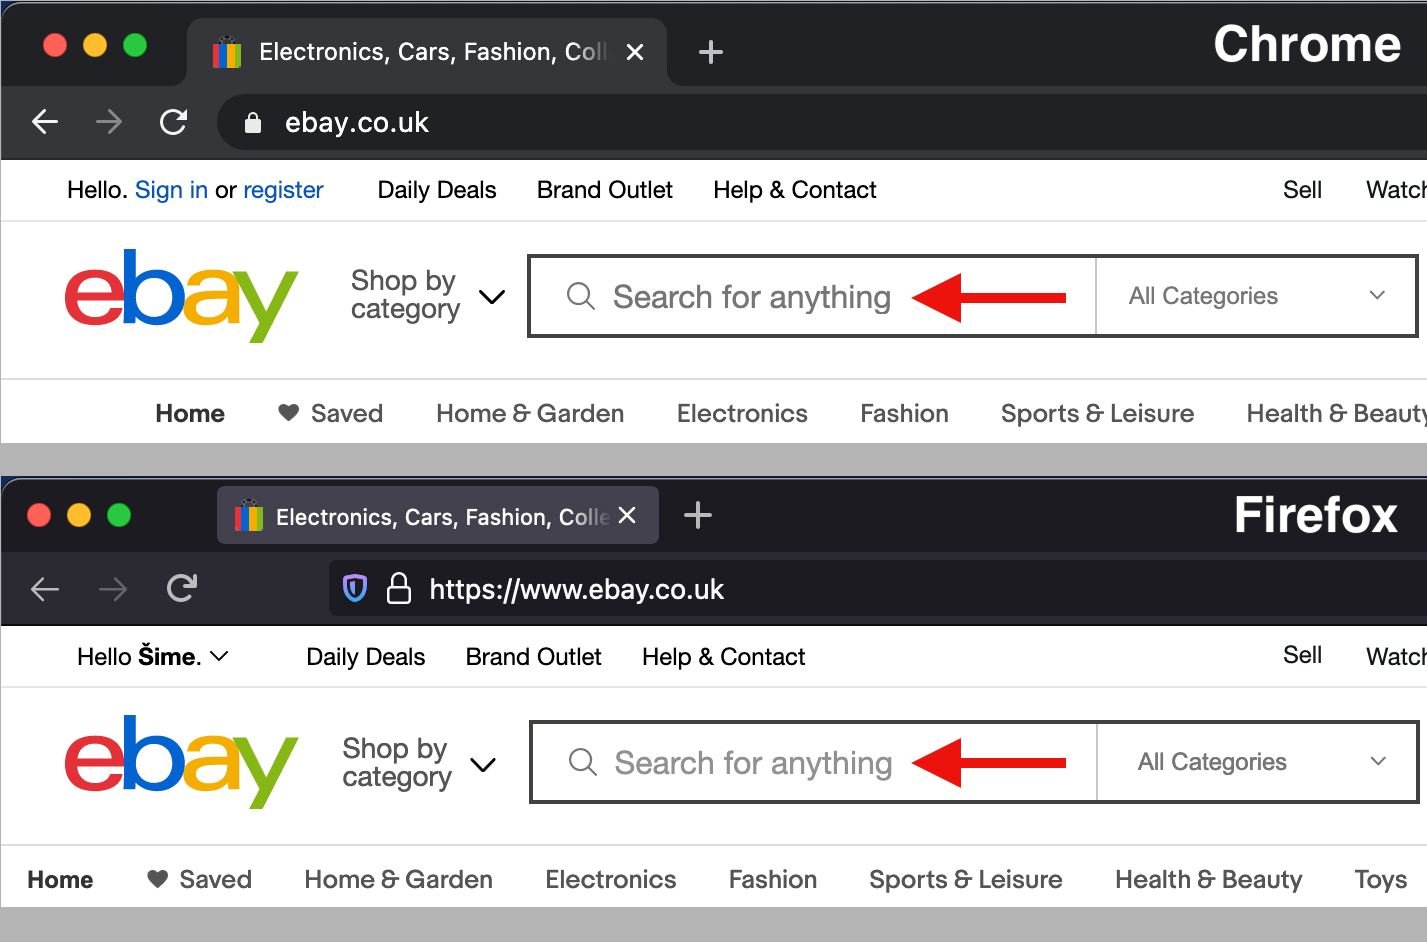 Electronics, Cars, Fashion, Coll
Chrome
ebay.co.uk
Hello. Sign in or register Daily Deals Brand Outlet Help & Contact Sell Watch
ebay
Shop by
category
Search for anything
All Categories
Home Saved Home & Garden Electronics Fashion Sports & Leisure Health & Beauty
Electronics, Cars, Fashion, Colle
Firefox
https://www.ebay.co.uk
Hello Šime. Daily Deals Brand Outlet Help & Contact Sell Watch
ebay
Shop by
category
Search for anything
All Categories
Home Saved Home & Garden Electronics Fashion Sports & Leisure Health & Beauty Toys